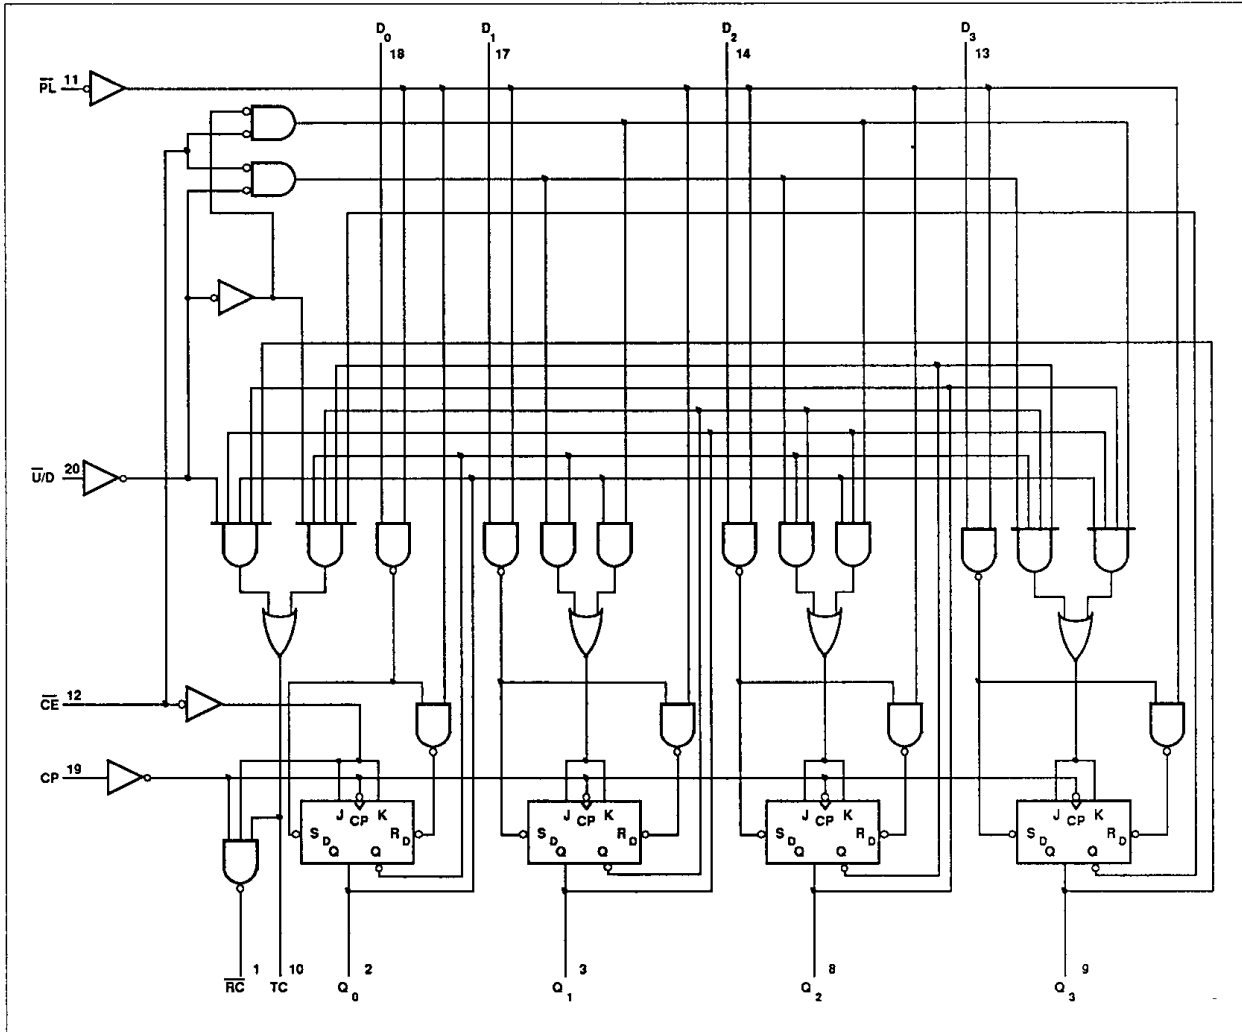 D0 D1 D2 D3
18 17 14 13
PL 11
U/D 20
CE 12
CP 19
J CP K J CP K J CP K J CP K
SD RD SD RD SD RD SD RD
Q Q Q Q Q Q Q Q
1 10 2 3 8 9
RC TC Q0 Q1 Q2 Q3